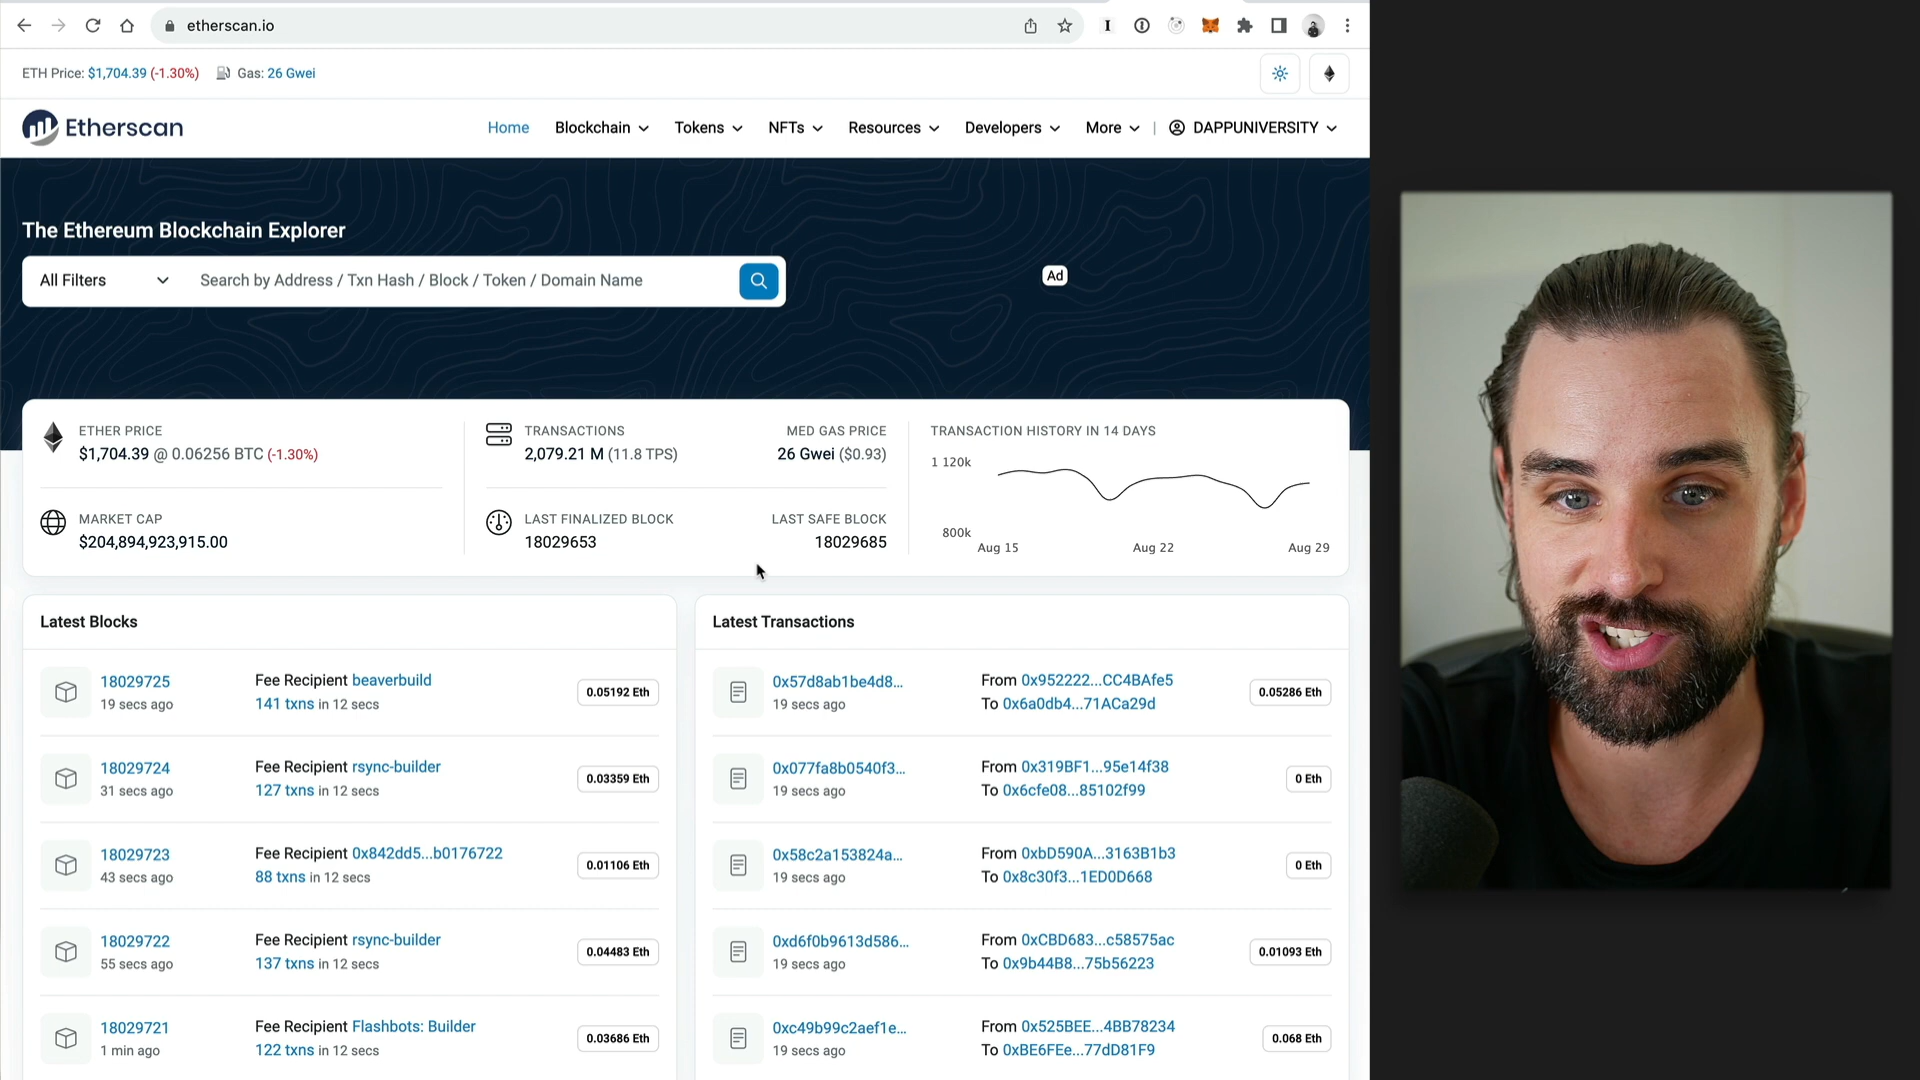 etherscan.io
ETH Price: $1,704.39 (-1.30%) Gas: 26 Gwei
Etherscan
Home Blockchain Tokens NFTs Resources Developers More | DAPPUNIVERSITY
The Ethereum Blockchain Explorer
All Filters Search by Address / Txn Hash / Block / Token / Domain Name
Ad
ETHER PRICE
$1,704.39 @ 0.06256 BTC (-1.30%)
MARKET CAP
$204,894,923,915.00
TRANSACTIONS
2,079.21 M (11.8 TPS)
MED GAS PRICE
26 Gwei ($0.93)
LAST FINALIZED BLOCK
18029653
LAST SAFE BLOCK
18029685
TRANSACTION HISTORY IN 14 DAYS
1 120k
800k
Aug 15 Aug 22 Aug 29
Latest Blocks
18029725 Fee Recipient beaverbuild 0.05192 Eth
19 secs ago 141 txns in 12 secs
18029724 Fee Recipient rsync-builder 0.03359 Eth
31 secs ago 127 txns in 12 secs
18029723 Fee Recipient 0x842dd5...b0176722 0.01106 Eth
43 secs ago 88 txns in 12 secs
18029722 Fee Recipient rsync-builder 0.04483 Eth
55 secs ago 137 txns in 12 secs
18029721 Fee Recipient Flashbots: Builder 0.03686 Eth
1 min ago 122 txns in 12 secs
Latest Transactions
0x57d8ab1be4d8... From 0x952222...CC4BAfe5 0.05286 Eth
19 secs ago To 0x6a0db4...71ACa29d
0x077fa8b0540f3... From 0x319BF1...95e14f38 0 Eth
19 secs ago To 0x6cfe08...85102f99
0x58c2a153824a... From 0xbD590A...3163B1b3 0 Eth
19 secs ago To 0x8c30f3...1ED0D668
0xd6f0b9613d586... From 0xCBD683...c58575ac 0.01093 Eth
19 secs ago To 0x9b44B8...75b56223
0xc49b99c2aef1e... From 0x525BEE...4BB78234 0.068 Eth
19 secs ago To 0xBE6FEe...77dD81F9